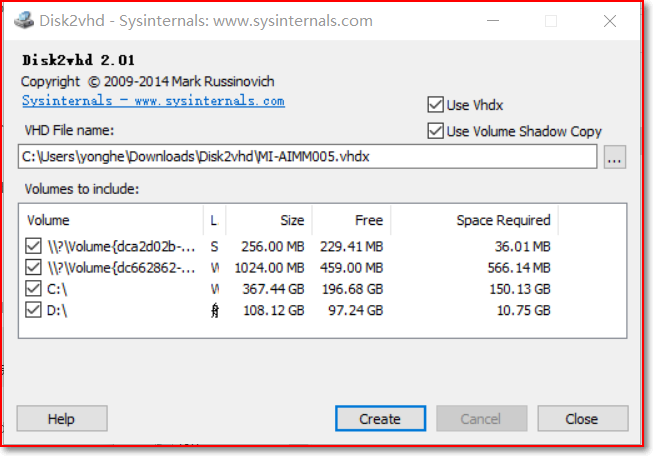 Disk2vhd - Sysinternals: www.sysinternals.com
Disk2vhd 2.01
Copyright © 2009-2014 Mark Russinovich
Sysinternals - www.sysinternals.com
Use Vhdx
VHD File name:
Use Volume Shadow Copy
C:\Users\yonghe\Downloads\Disk2vhd\MI-AIMM005.vhdx
...
Volumes to include:
Volume L Size Free Space Required
\\?\Volume{dca2d02b-... S 256.00 MB 229.41 MB 36.01 MB
\\?\Volume{dc662862-... W 1024.00 MB 459.00 MB 566.14 MB
C:\ W 367.44 GB 196.68 GB 150.13 GB
D:\ 108.12 GB 97.24 GB 10.75 GB
Help Create Cancel Close